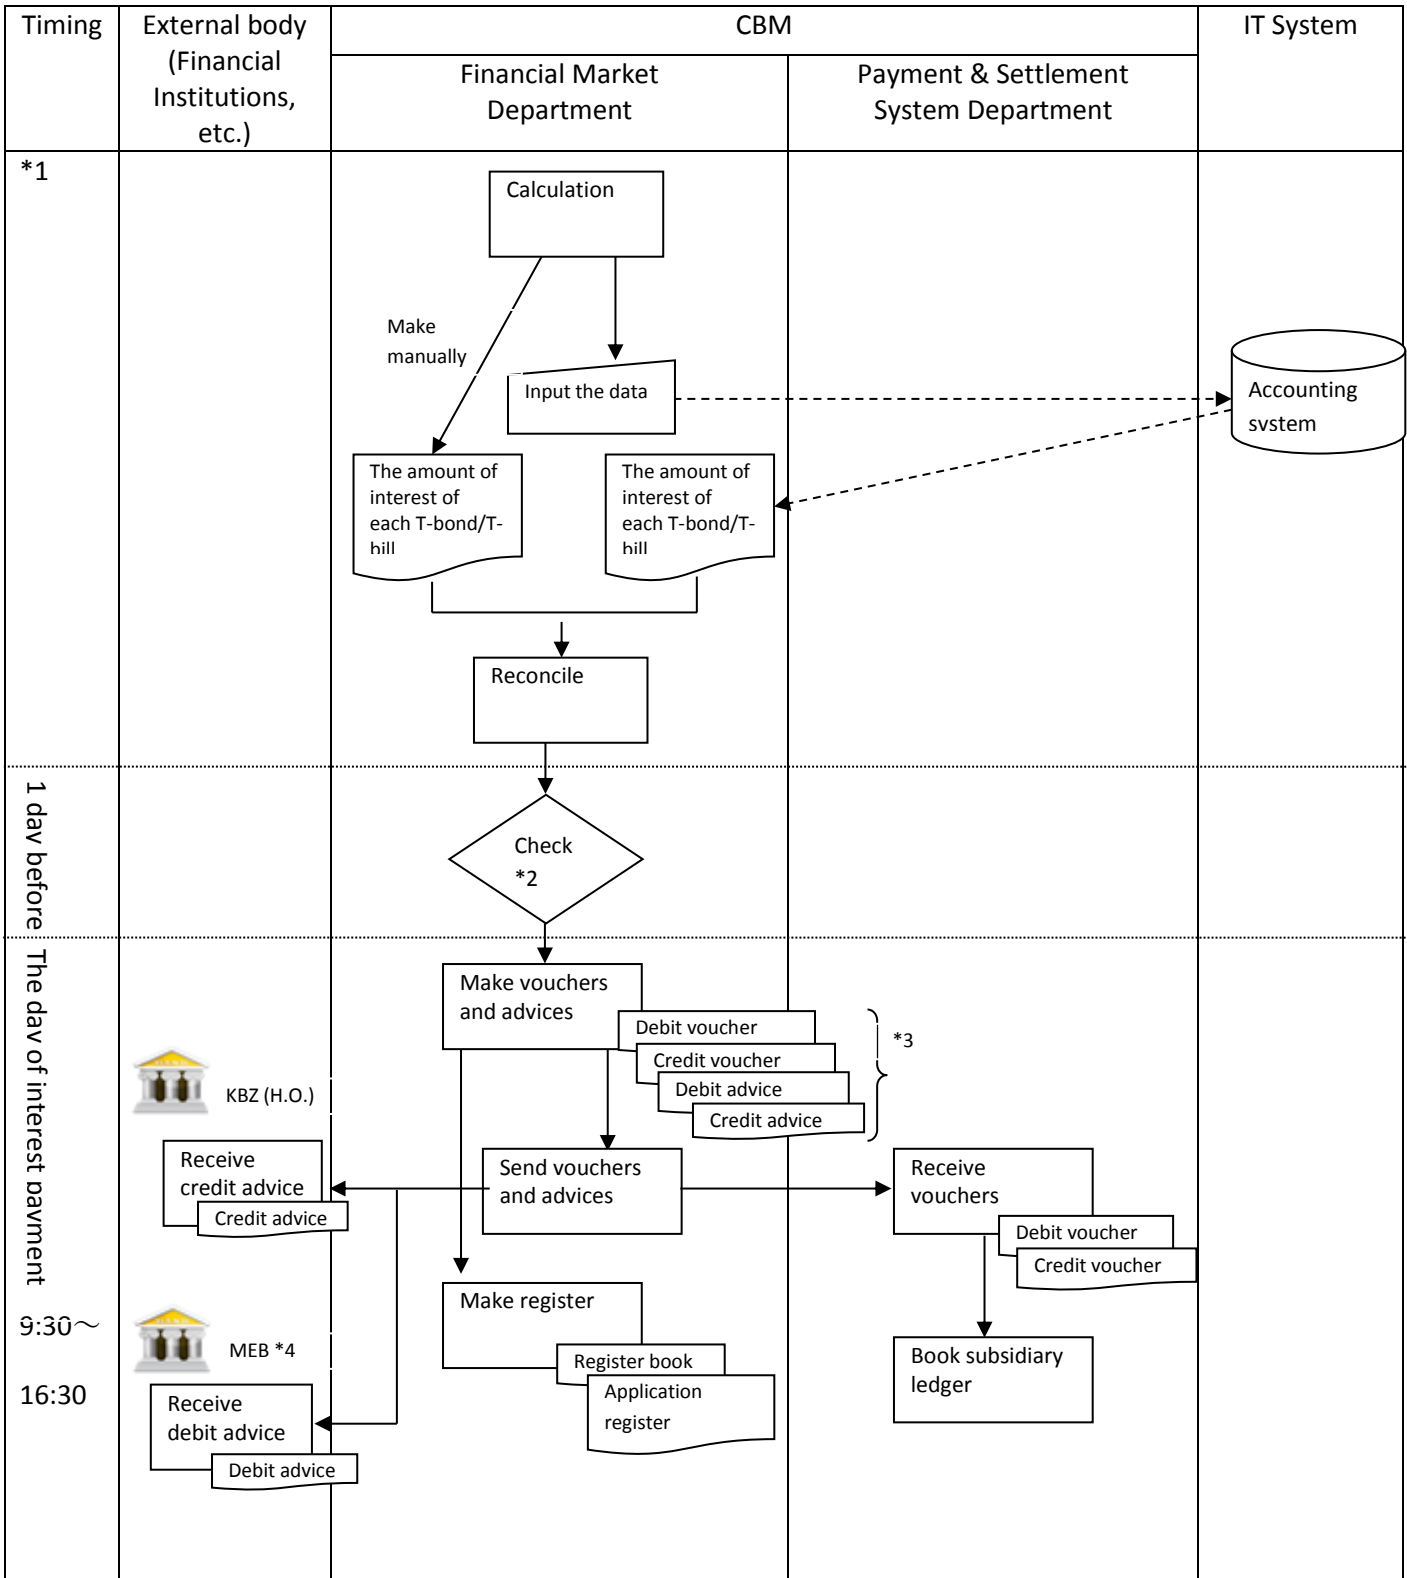 Timing
External body
(Financial
Institutions,
etc.)
CBM
IT System
Financial Market
Department
Payment & Settlement
System Department
*1
Calculation
Make
manually
Input the data
Accounting
system
The amount of
interest of
each T-bond/T-
bill
The amount of
interest of
each T-bond/T-
bill
Reconcile
1 day before
Check
*2
The day of interest payment
9:30～
16:30
Make vouchers
and advices
Debit voucher
Credit voucher
Debit advice
Credit advice
*3
KBZ (H.O.)
Receive
credit advice
Credit advice
Send vouchers
and advices
Receive
vouchers
Debit voucher
Credit voucher
Make register
Register book
Application
register
MEB *4
Receive
debit advice
Debit advice
Book subsidiary
ledger